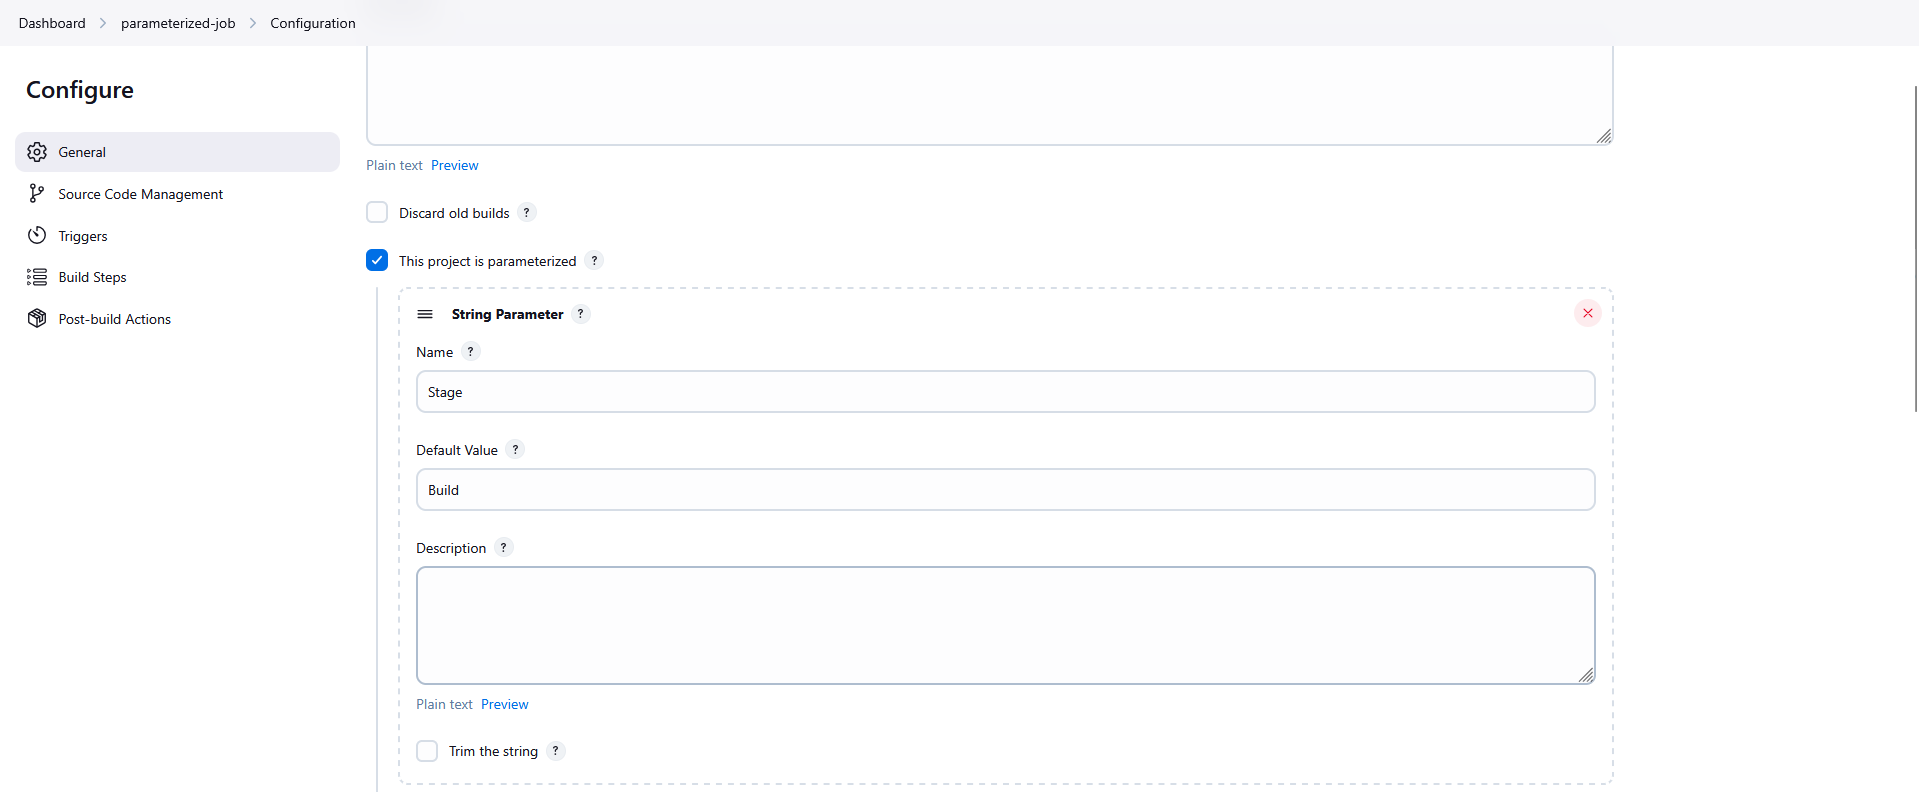 Dashboard > parameterized-job > Configuration
Configure
General
Source Code Management
Triggers
Build Steps
Post-build Actions
Plain text Preview
Discard old builds ?
This project is parameterized ?
String Parameter ?
Name ?
Stage
Default Value ?
Build
Description ?
Plain text Preview
Trim the string ?